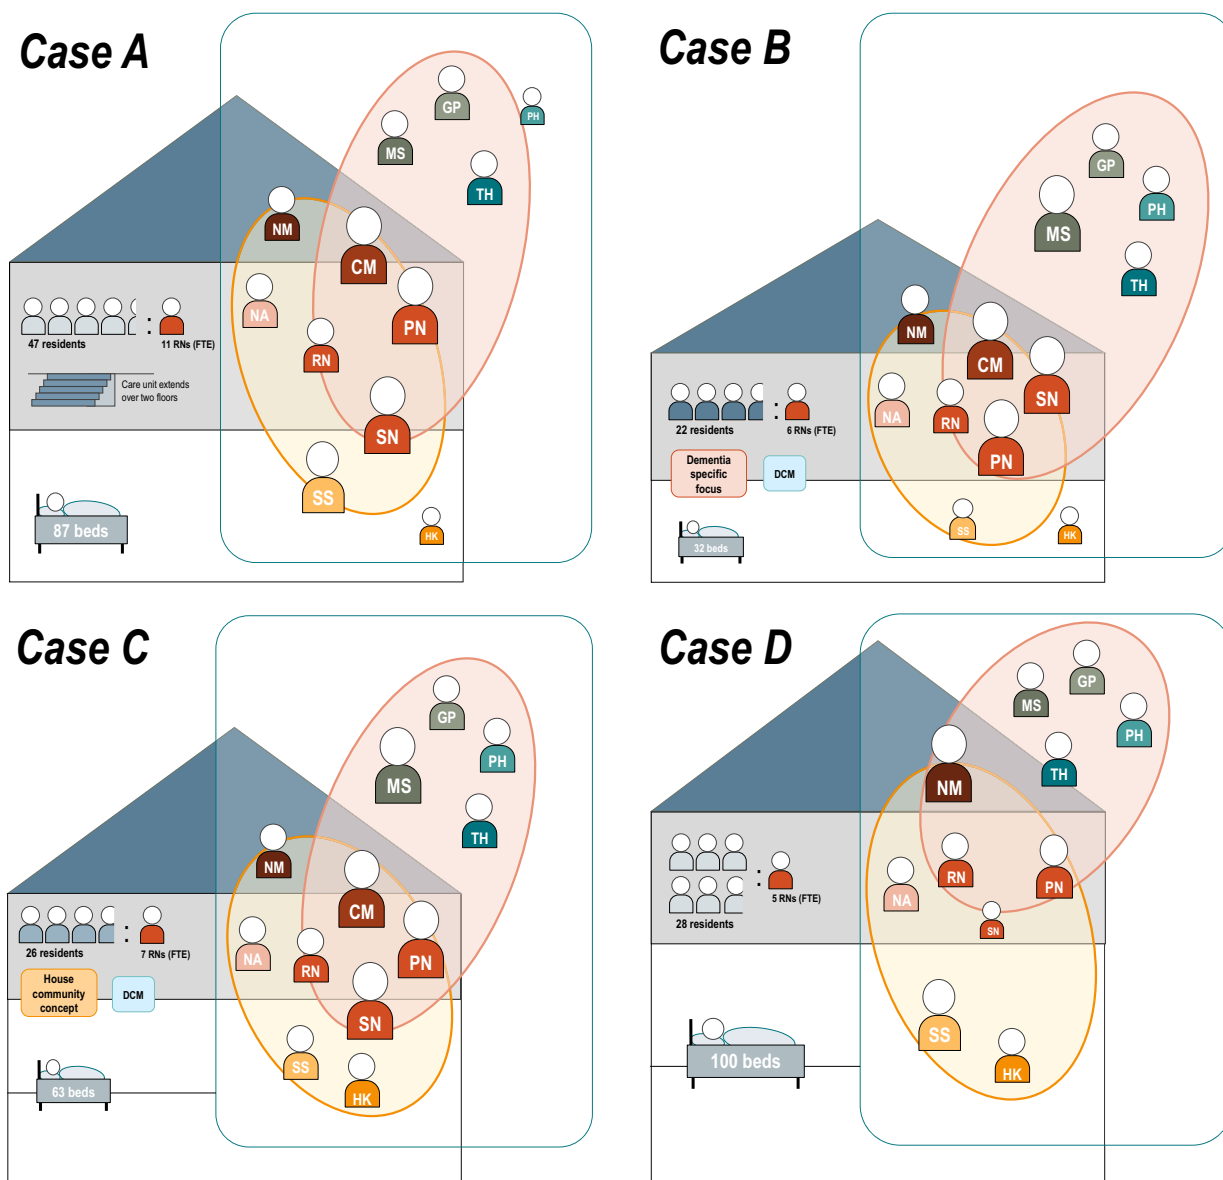 Case A
GP
PH
MS
TH
NM
CM
NA
PN
RN
:
47 residents
11 RNs (FTE)
Care unit extends
over two floors
SN
SS
87 beds
HK
Case B
GP
PH
MS
TH
NM
CM
SN
NA
RN
:
22 residents
6 RNs (FTE)
PN
Dementia
specific
focus
DCM
SS
HK
32 beds
Case C
GP
PH
MS
TH
NM
CM
PN
NA
RN
:
26 residents
7 RNs (FTE)
House
community
concept
DCM
SN
SS
HK
63 beds
Case D
GP
MS
PH
TH
NM
RN
PN
NA
:
5 RNs (FTE)
28 residents
SN
SS
HK
100 beds